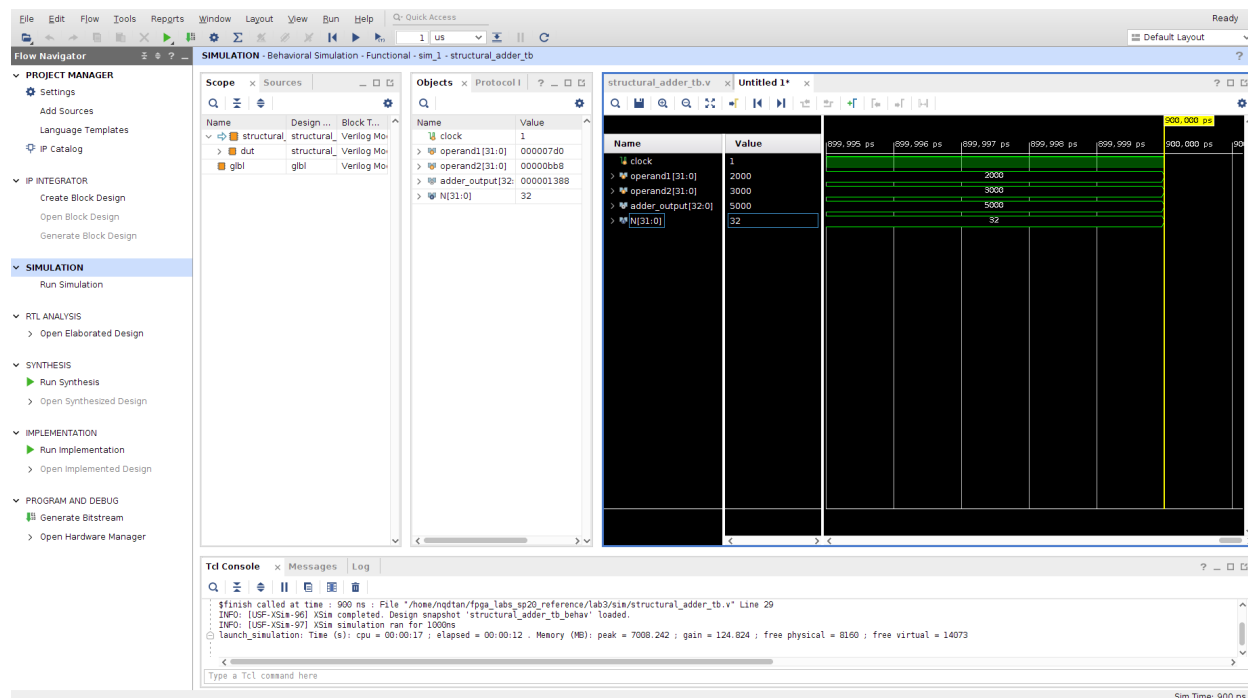 File Edit Flow Tools Reports Window Layout View Run Help Q- Quick Access Ready
1 us Default Layout
Flow Navigator ? _
PROJECT MANAGER
Settings
Add Sources
Language Templates
IP Catalog
IP INTEGRATOR
Create Block Design
Open Block Design
Generate Block Design
SIMULATION
Run Simulation
RTL ANALYSIS
> Open Elaborated Design
SYNTHESIS
Run Synthesis
> Open Synthesized Design
IMPLEMENTATION
Run Implementation
> Open Implemented Design
PROGRAM AND DEBUG
Generate Bitstream
> Open Hardware Manager
SIMULATION - Behavioral Simulation - Functional - sim_1 - structural_adder_tb ?
Scope x Sources
Name Design ... Block T...
structural_ structural_ Verilog Mo
> dut structural_ Verilog Mo
glbl glbl Verilog Mo
Objects x Protocol I ? _
Name Value
clock 1
> operand1[31:0] 000007d0
> operand2[31:0] 00000bb8
> adder_output[32: 000001388
> N[31:0] 32
structural_adder_tb.v x Untitled 1* x ?
900,000 ps
Name Value 899,995 ps 899,996 ps 899,997 ps 899,998 ps 899,999 ps 900,000 ps 90
clock 1
> operand1[31:0] 2000 2000
> operand2[31:0] 3000 3000
> adder_output[32:0] 5000 5000
> N[31:0] 32 32
Tcl Console x Messages Log ? _
$finish called at time : 900 ns : File "/home/nqdtan/fpga_labs_sp20_reference/lab3/sim/structural_adder_tb.v" Line 29
INFO: [USF-XSim-96] XSim completed. Design snapshot 'structural_adder_tb_behav' loaded.
INFO: [USF-XSim-97] XSim simulation ran for 1000ns
launch_simulation: Time (s): cpu = 00:00:17 ; elapsed = 00:00:12 . Memory (MB): peak = 7008.242 ; gain = 124.824 ; free physical = 8160 ; free virtual = 14073
Type a Tcl command here
Sim Time: 900 ns